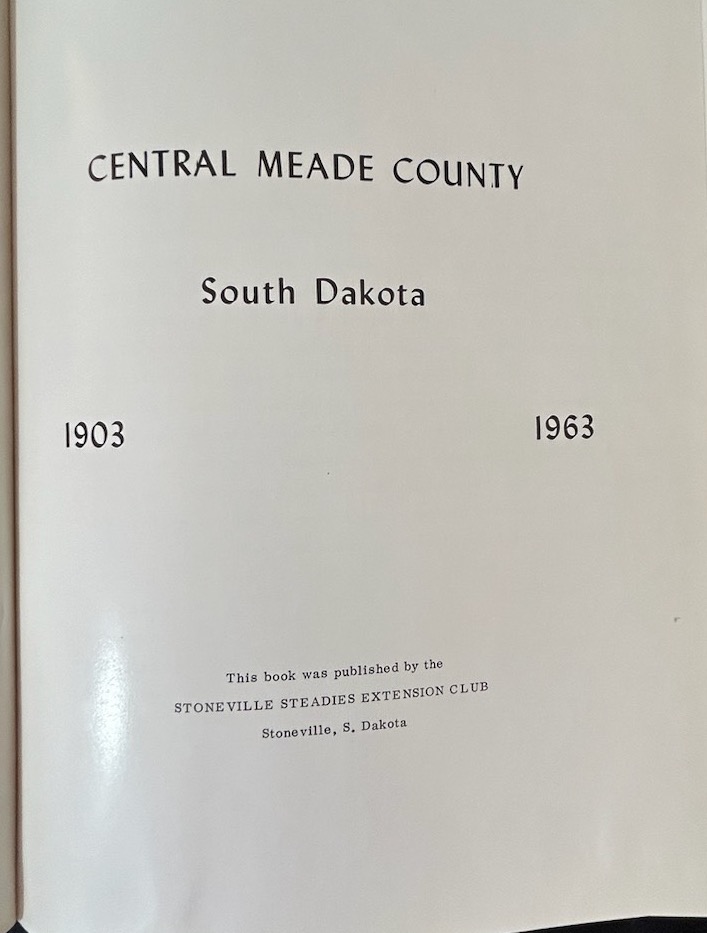 CENTRAL MEADE COUNTY
South Dakota
1903 1963
This book was published by the
STONEVILLE STEADIES EXTENSION CLUB
Stoneville, S. Dakota